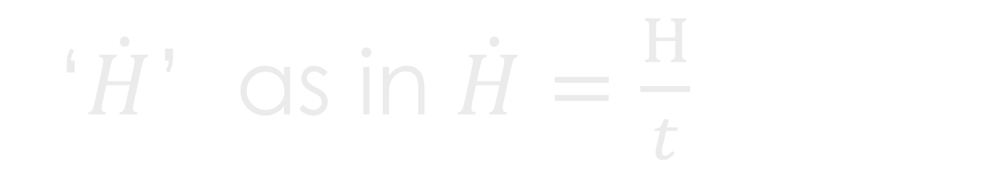 ‘Ḣ’ as in Ḣ = H/t